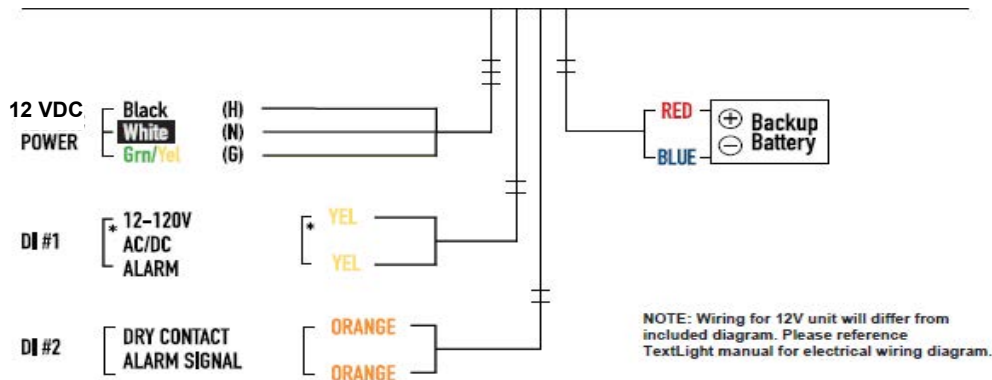 12 VDC
POWER
Black (H)
White (N)
Grn/Yel (G)
RED
BLUE
+ Backup
− Battery
DI #1
* 12–120V
AC/DC
ALARM
* YEL
YEL
DI #2
DRY CONTACT
ALARM SIGNAL
ORANGE
ORANGE
NOTE: Wiring for 12V unit will differ from
included diagram. Please reference
TextLight manual for electrical wiring diagram.